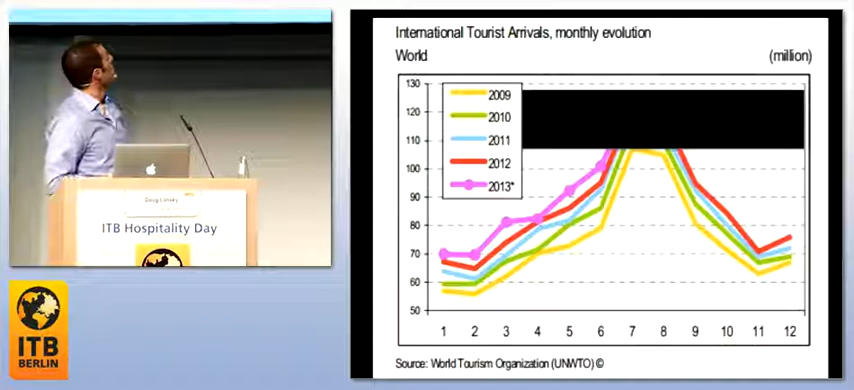 Doug Lansky
ITB Hospitality Day
ITB
BERLIN
International Tourist Arrivals, monthly evolution
World (million)
130
120
110
100
90
80
70
60
50
2009
2010
2011
2012
2013*
1 2 3 4 5 6 7 8 9 10 11 12
Source: World Tourism Organization (UNWTO) ©